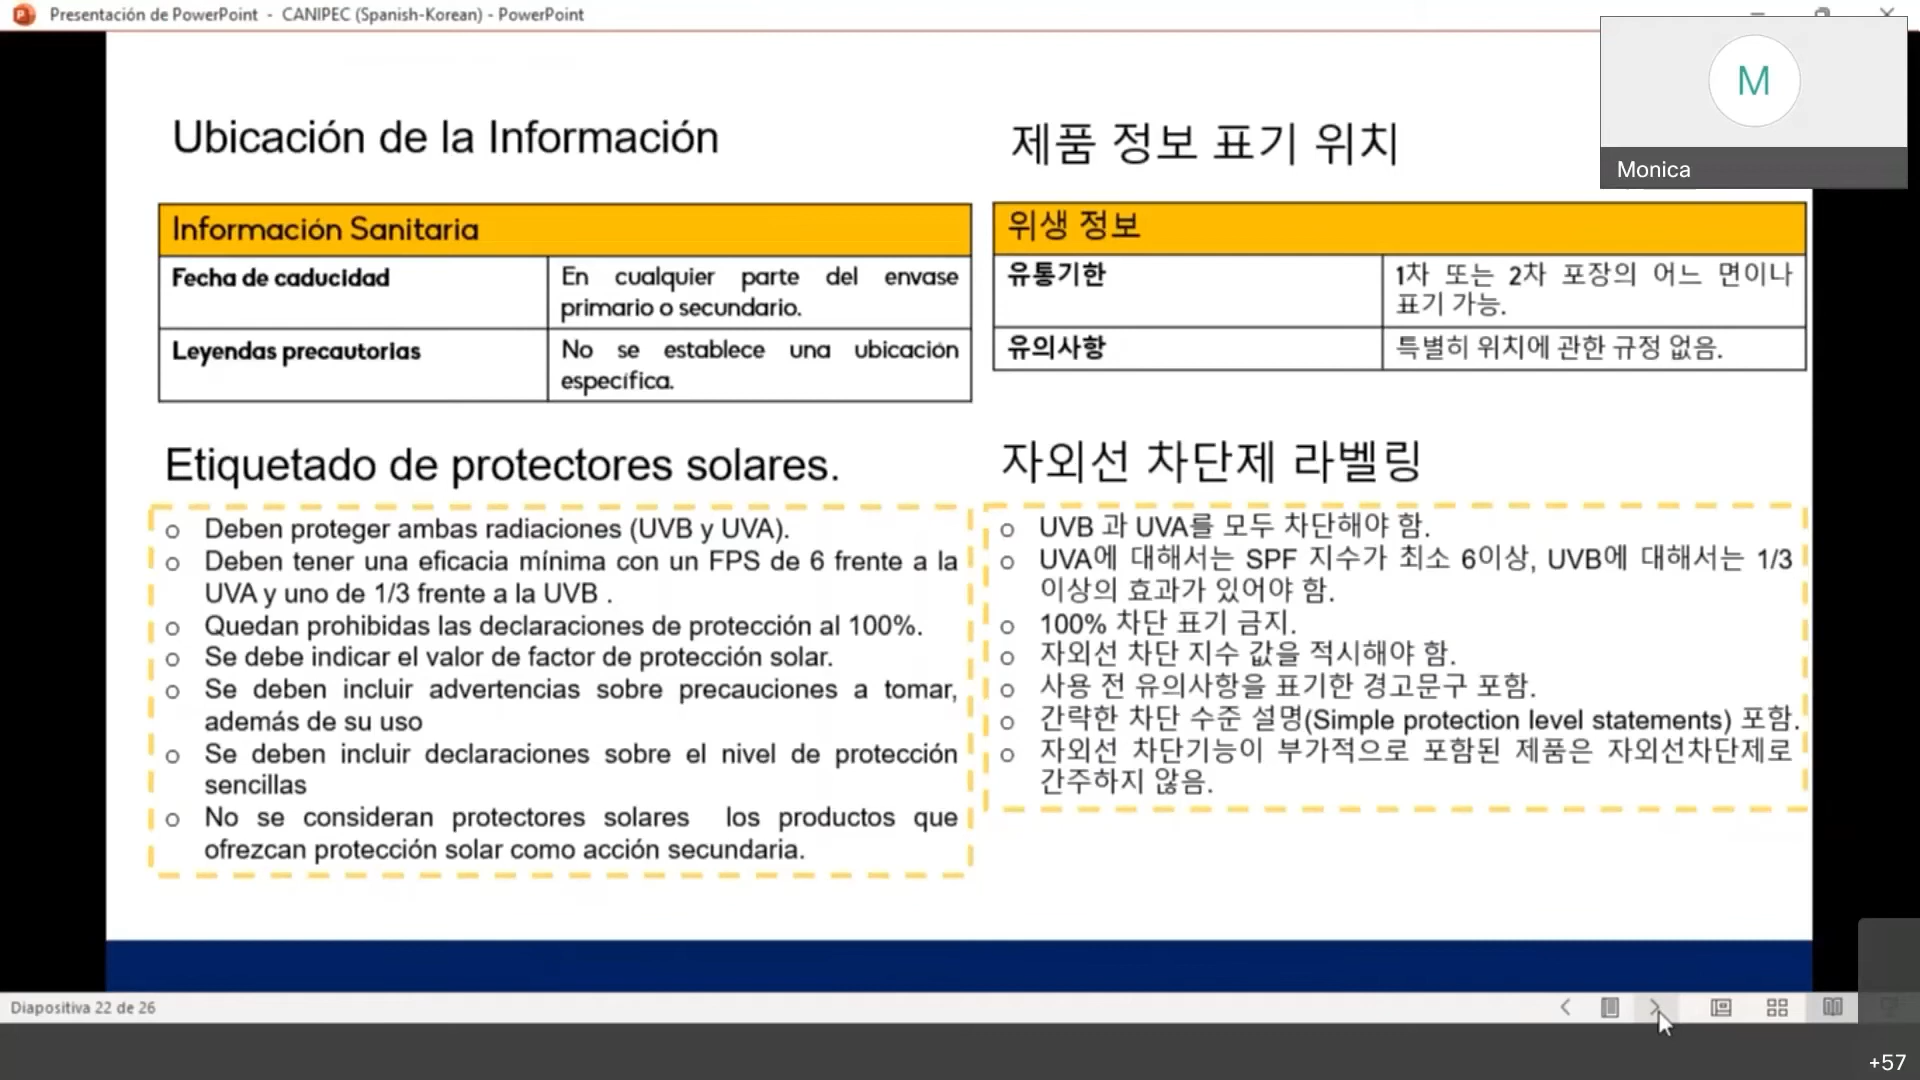 Presentación de PowerPoint - CANIPEC (Spanish-Korean) - PowerPoint
M
Monica
Ubicación de la Información
Información Sanitaria
Fecha de caducidad
En cualquier parte del envase
primario o secundario.
Leyendas precautorias
No se establece una ubicación
específica.
제품 정보 표기 위치
위생 정보
유통기한
1차 또는 2차 포장의 어느 면이나
표기 가능.
유의사항
특별히 위치에 관한 규정 없음.
Etiquetado de protectores solares.
o Deben proteger ambas radiaciones (UVB y UVA).
o Deben tener una eficacia mínima con un FPS de 6 frente a la
UVA y uno de 1/3 frente a la UVB .
o Quedan prohibidas las declaraciones de protección al 100%.
o Se debe indicar el valor de factor de protección solar.
o Se deben incluir advertencias sobre precauciones a tomar,
además de su uso
o Se deben incluir declaraciones sobre el nivel de protección
sencillas
o No se consideran protectores solares los productos que
ofrezcan protección solar como acción secundaria.
자외선 차단제 라벨링
o UVB 과 UVA를 모두 차단해야 함.
o UVA에 대해서는 SPF 지수가 최소 6이상, UVB에 대해서는 1/3
이상의 효과가 있어야 함.
o 100% 차단 표기 금지.
o 자외선 차단 지수 값을 적시해야 함.
o 사용 전 유의사항을 표기한 경고문구 포함.
o 간략한 차단 수준 설명(Simple protection level statements) 포함.
o 자외선 차단기능이 부가적으로 포함된 제품은 자외선차단제로
간주하지 않음.
Diapositiva 22 de 26
+57